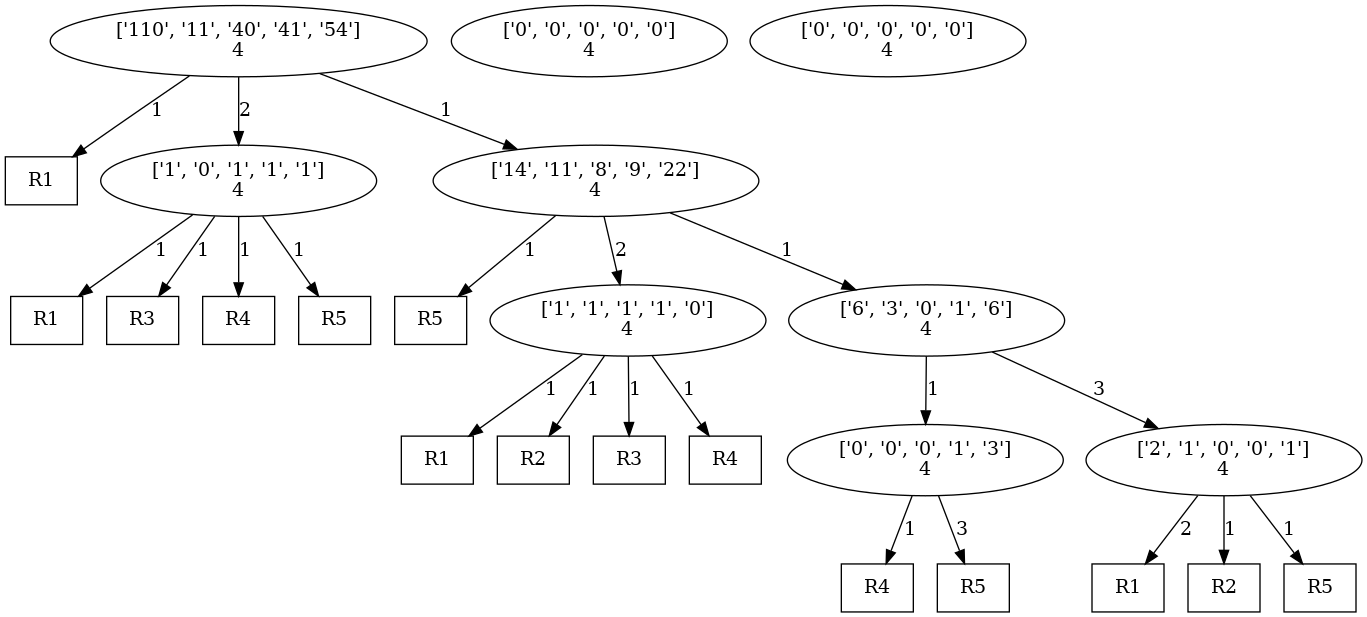 ['110', '11', '40', '41', '54']
4
['0', '0', '0', '0', '0']
4
['0', '0', '0', '0', '0']
4
1
2
1
R1
['1', '0', '1', '1', '1']
4
['14', '11', '8', '9', '22']
4
1
1
1
1
1
2
1
R1
R3
R4
R5
R5
['1', '1', '1', '1', '0']
4
['6', '3', '0', '1', '6']
4
1
1
1
1
1
3
R1
R2
R3
R4
['0', '0', '0', '1', '3']
4
['2', '1', '0', '0', '1']
4
1
3
2
1
1
R4
R5
R1
R2
R5